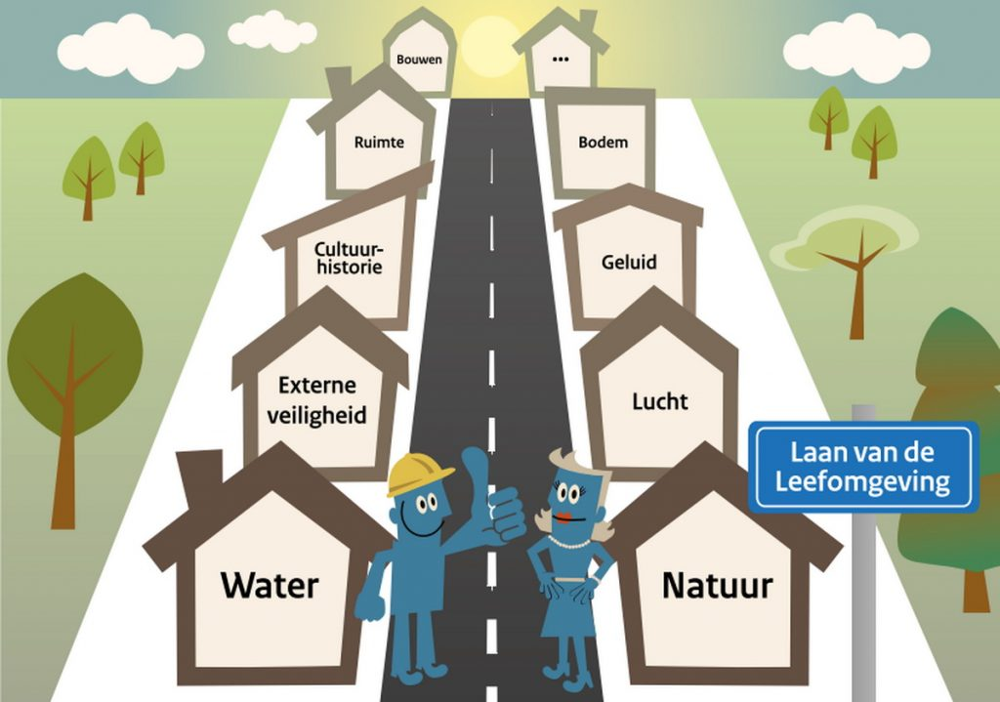 Bouwen
...
Ruimte
Bodem
Cultuur-
historie
Geluid
Externe
veiligheid
Lucht
Laan van de
Leefomgeving
Water
Natuur